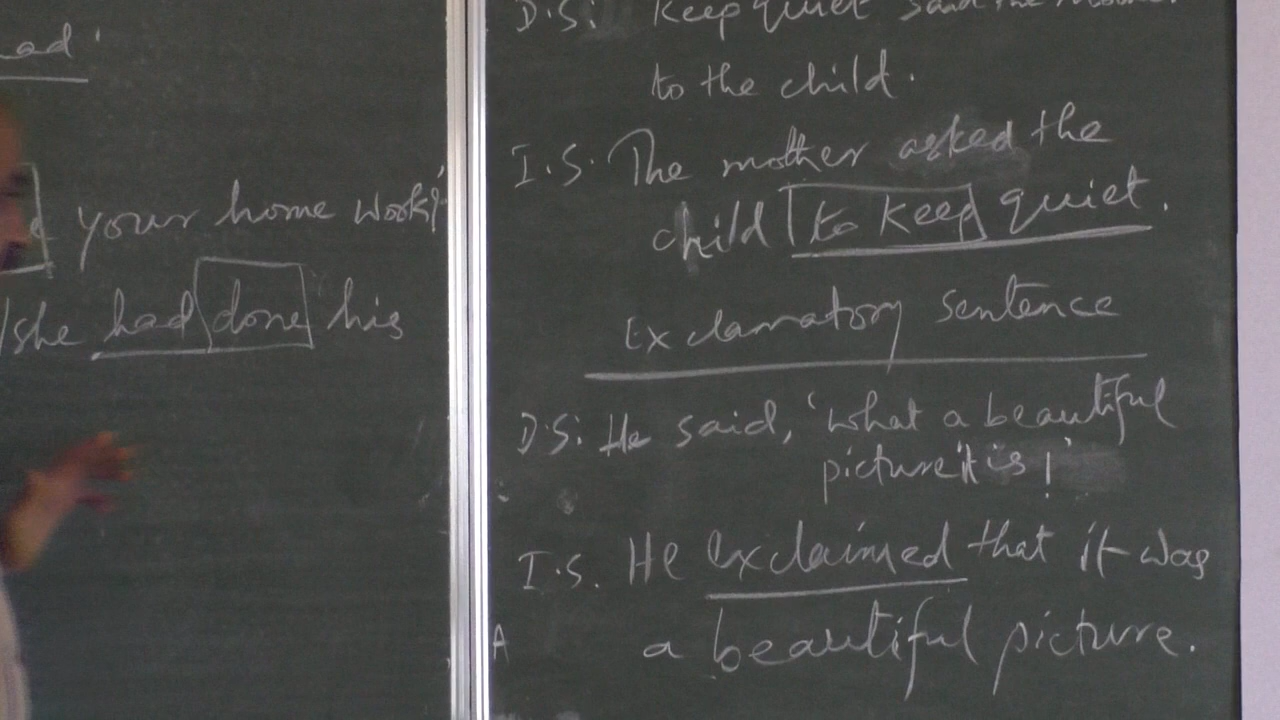 ad'
your home work?'
she had done his
D.S: Keep quiet said the mother
to the child.
I.S. The mother asked the
child to keep quiet.
Exclamatory sentence
D.S: He said, 'what a beautiful
picture it is!'
I.S. He exclaimed that it was
a beautiful picture.
A